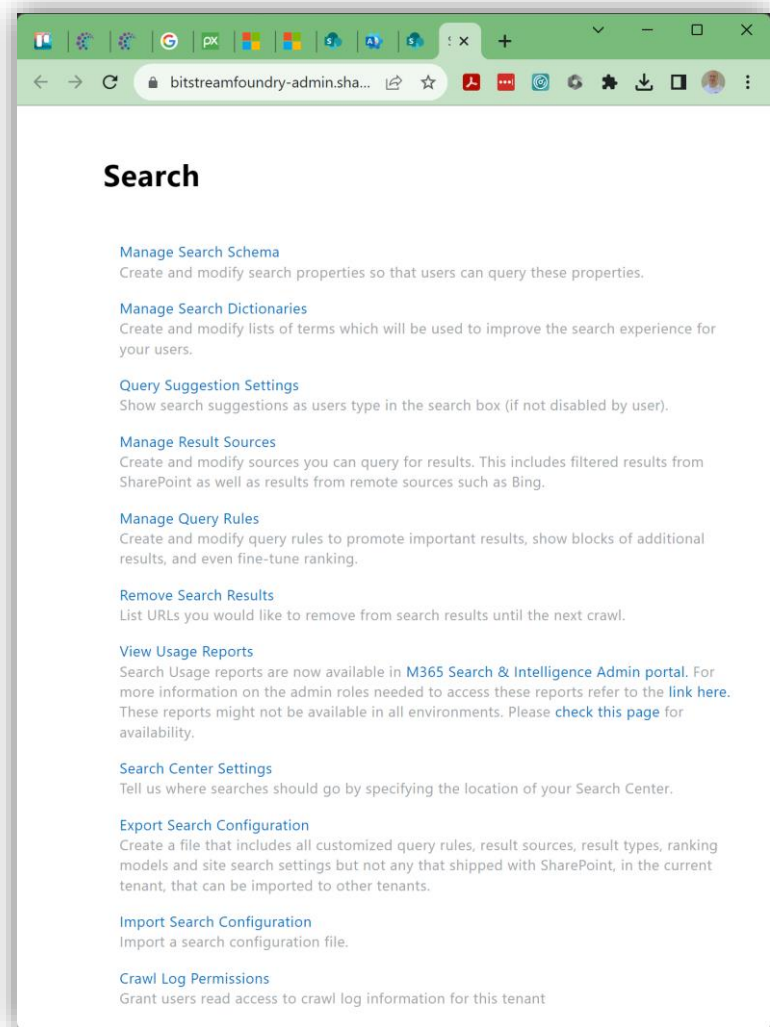 bitstreamfoundry-admin.sha...
Search
Manage Search Schema
Create and modify search properties so that users can query these properties.
Manage Search Dictionaries
Create and modify lists of terms which will be used to improve the search experience for
your users.
Query Suggestion Settings
Show search suggestions as users type in the search box (if not disabled by user).
Manage Result Sources
Create and modify sources you can query for results. This includes filtered results from
SharePoint as well as results from remote sources such as Bing.
Manage Query Rules
Create and modify query rules to promote important results, show blocks of additional
results, and even fine-tune ranking.
Remove Search Results
List URLs you would like to remove from search results until the next crawl.
View Usage Reports
Search Usage reports are now available in M365 Search & Intelligence Admin portal. For
more information on the admin roles needed to access these reports refer to the link here.
These reports might not be available in all environments. Please check this page for
availability.
Search Center Settings
Tell us where searches should go by specifying the location of your Search Center.
Export Search Configuration
Create a file that includes all customized query rules, result sources, result types, ranking
models and site search settings but not any that shipped with SharePoint, in the current
tenant, that can be imported to other tenants.
Import Search Configuration
Import a search configuration file.
Crawl Log Permissions
Grant users read access to crawl log information for this tenant